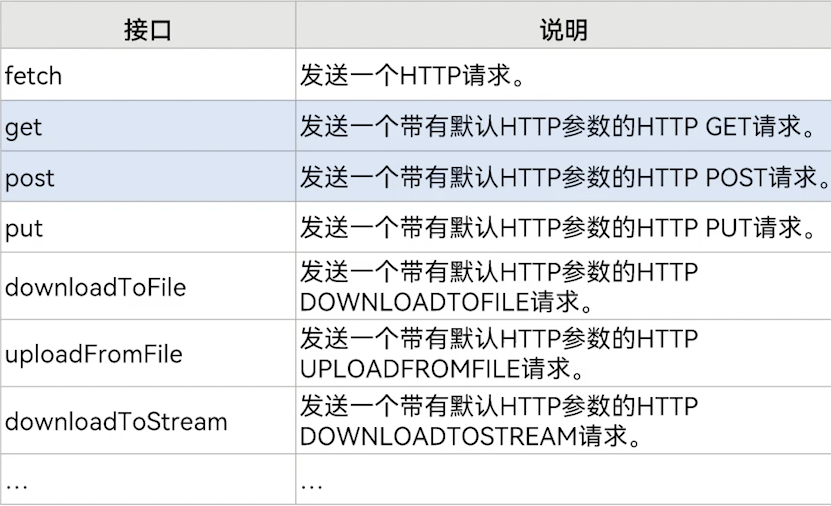 接口 说明
fetch 发送一个HTTP请求。
get 发送一个带有默认HTTP参数的HTTP GET请求。
post 发送一个带有默认HTTP参数的HTTP POST请求。
put 发送一个带有默认HTTP参数的HTTP PUT请求。
downloadToFile 发送一个带有默认HTTP参数的HTTP
DOWNLOADTOFILE请求。
uploadFromFile 发送一个带有默认HTTP参数的HTTP
UPLOADFROMFILE请求。
downloadToStream 发送一个带有默认HTTP参数的HTTP
DOWNLOADTOSTREAM请求。
... ...